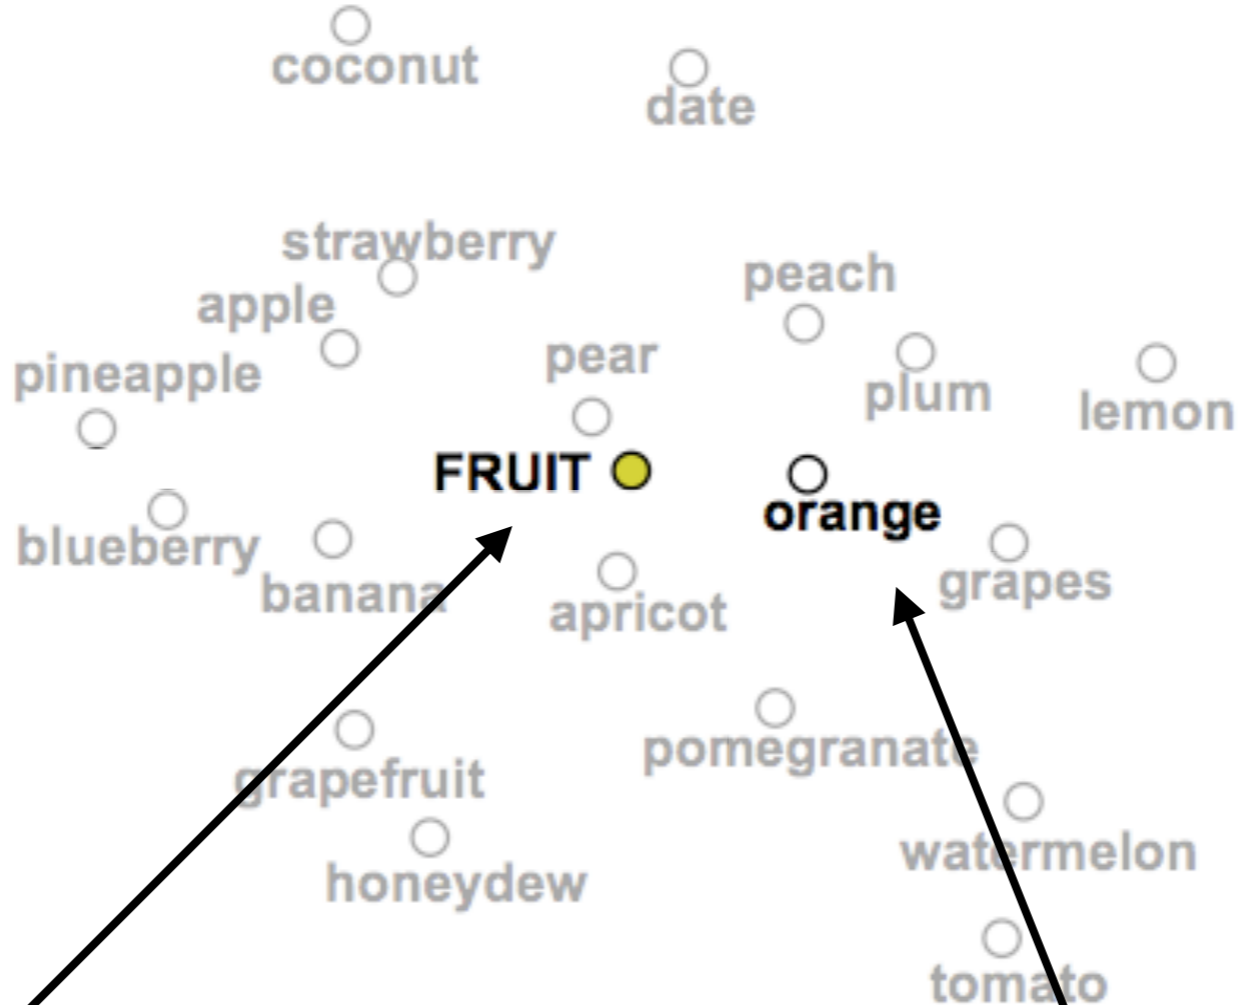 coconut
date
strawberry
peach
apple
pear
pineapple
plum
lemon
FRUIT
orange
blueberry
grapes
banana
apricot
pomegranate
grapefruit
watermelon
honeydew
tomato